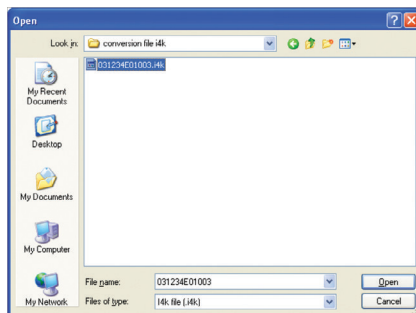 Open
Look in: conversion file i4k
031234E01003.i4k
My Recent
Documents
Desktop
My Documents
My Computer
My Network
File name: 031234E01003 Open
Files of type: I4k file (.i4k) Cancel